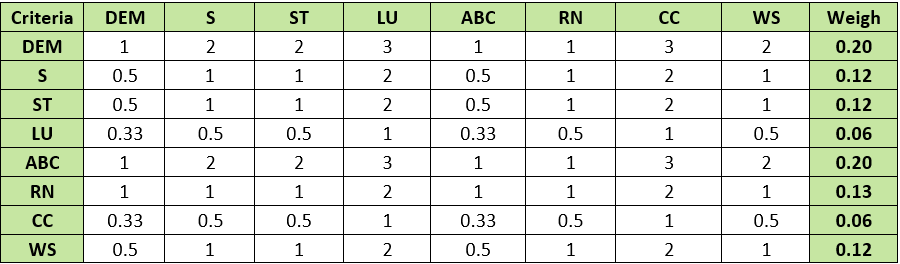 Criteria DEM S ST LU ABC RN CC WS Weigh
DEM 1 2 2 3 1 1 3 2 0.20
S 0.5 1 1 2 0.5 1 2 1 0.12
ST 0.5 1 1 2 0.5 1 2 1 0.12
LU 0.33 0.5 0.5 1 0.33 0.5 1 0.5 0.06
ABC 1 2 2 3 1 1 3 2 0.20
RN 1 1 1 2 1 1 2 1 0.13
CC 0.33 0.5 0.5 1 0.33 0.5 1 0.5 0.06
WS 0.5 1 1 2 0.5 1 2 1 0.12